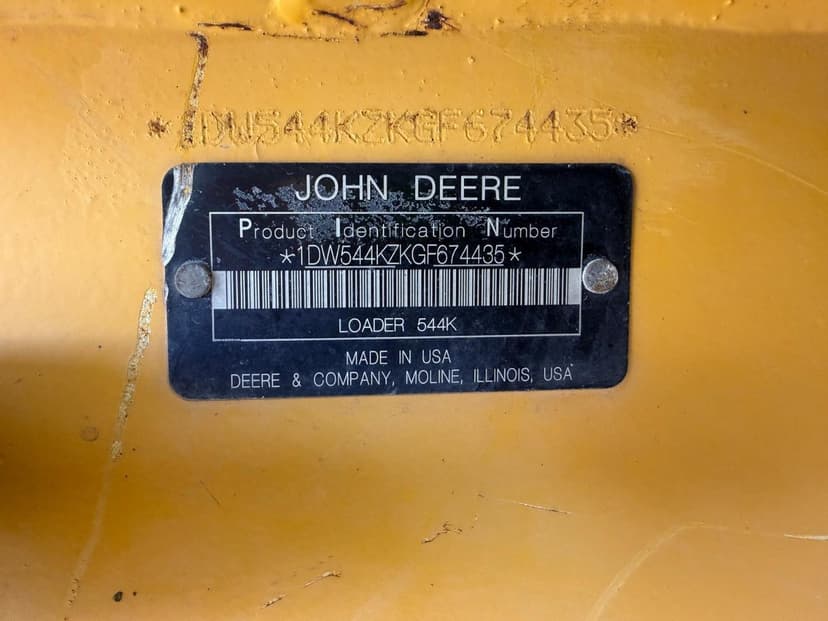 *1DW544KZKGF674435*
JOHN DEERE
Product Identification Number
*1DW544KZKGF674435*
LOADER 544K
MADE IN USA
DEERE & COMPANY, MOLINE, ILLINOIS, USA